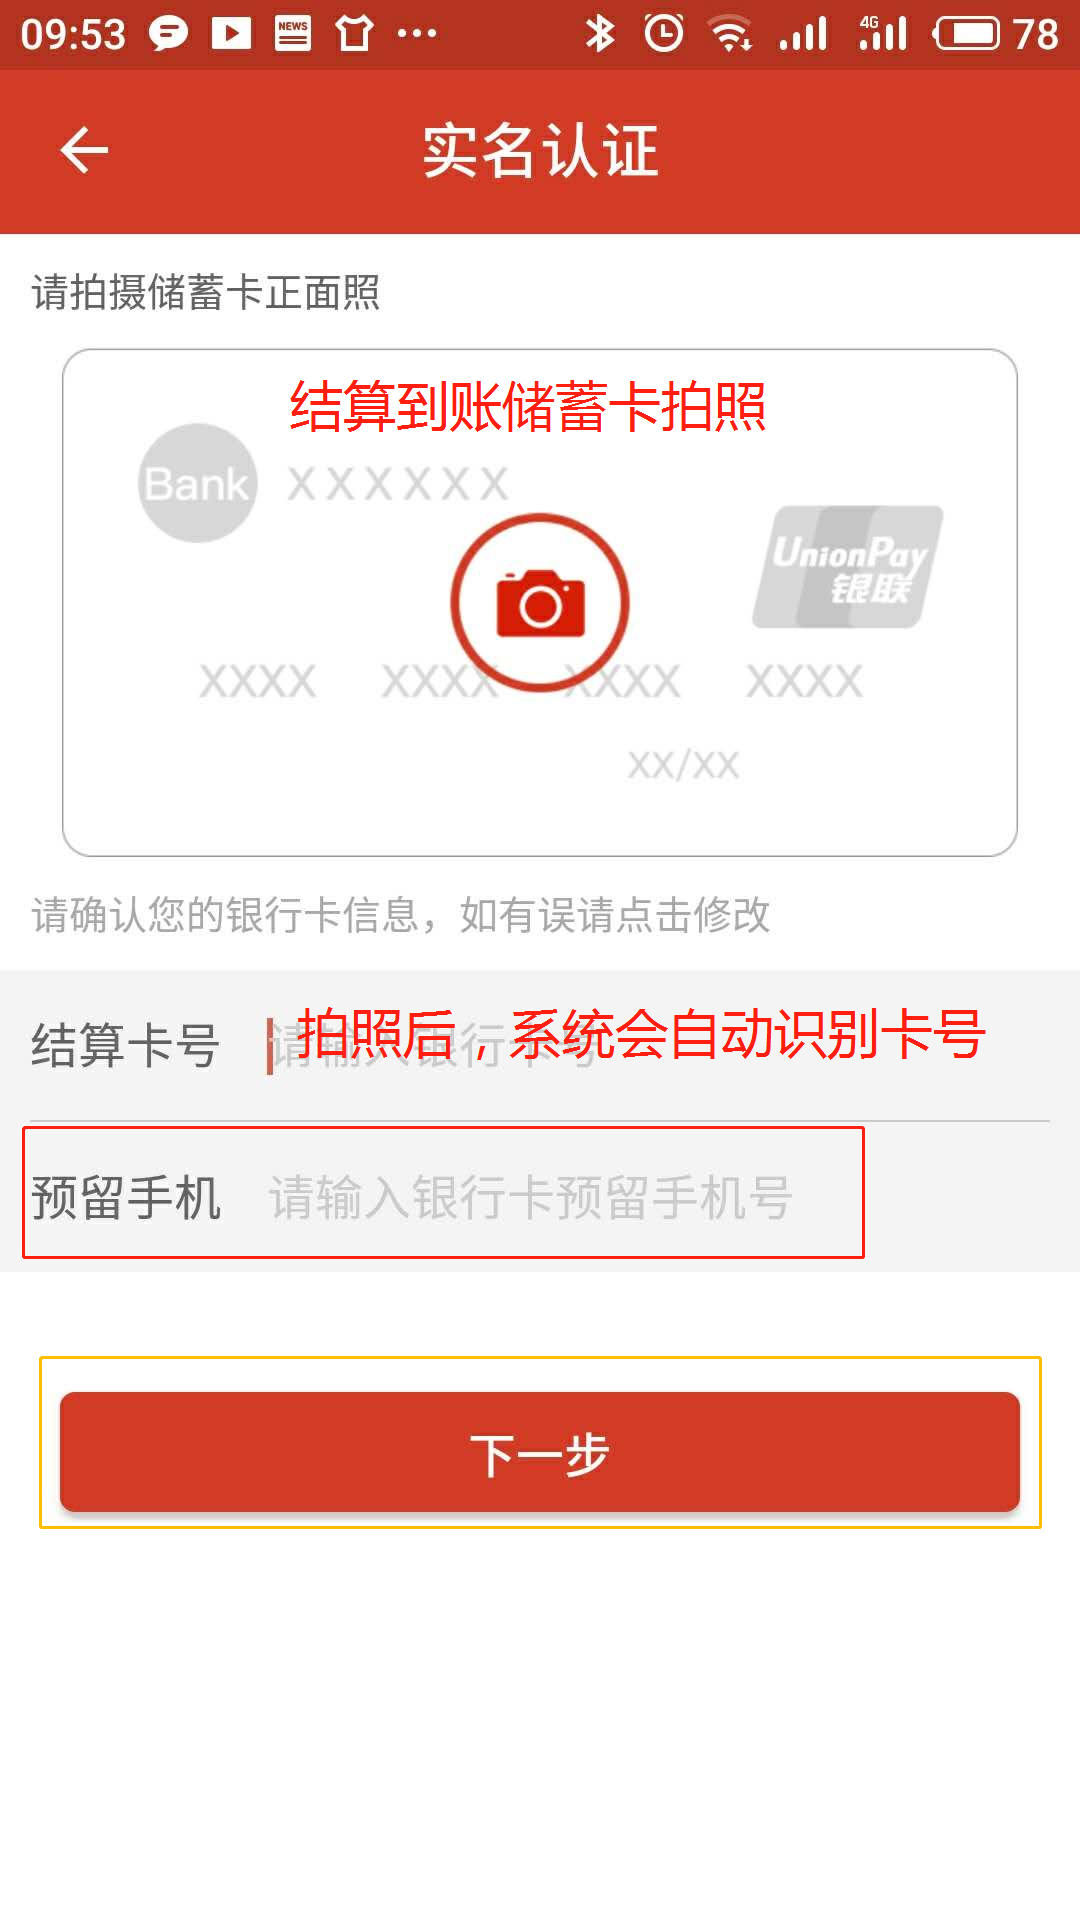 09:53 NEWS 4G 78
实名认证
请拍摄储蓄卡正面照
结算到账储蓄卡拍照
Bank XXXXXX
UnionPay
银联
XXXX XXXX XXXX XXXX
XX/XX
请确认您的银行卡信息，如有误请点击修改
结算卡号 请输入银行卡号
拍照后，系统会自动识别卡号
预留手机 请输入银行卡预留手机号
下一步